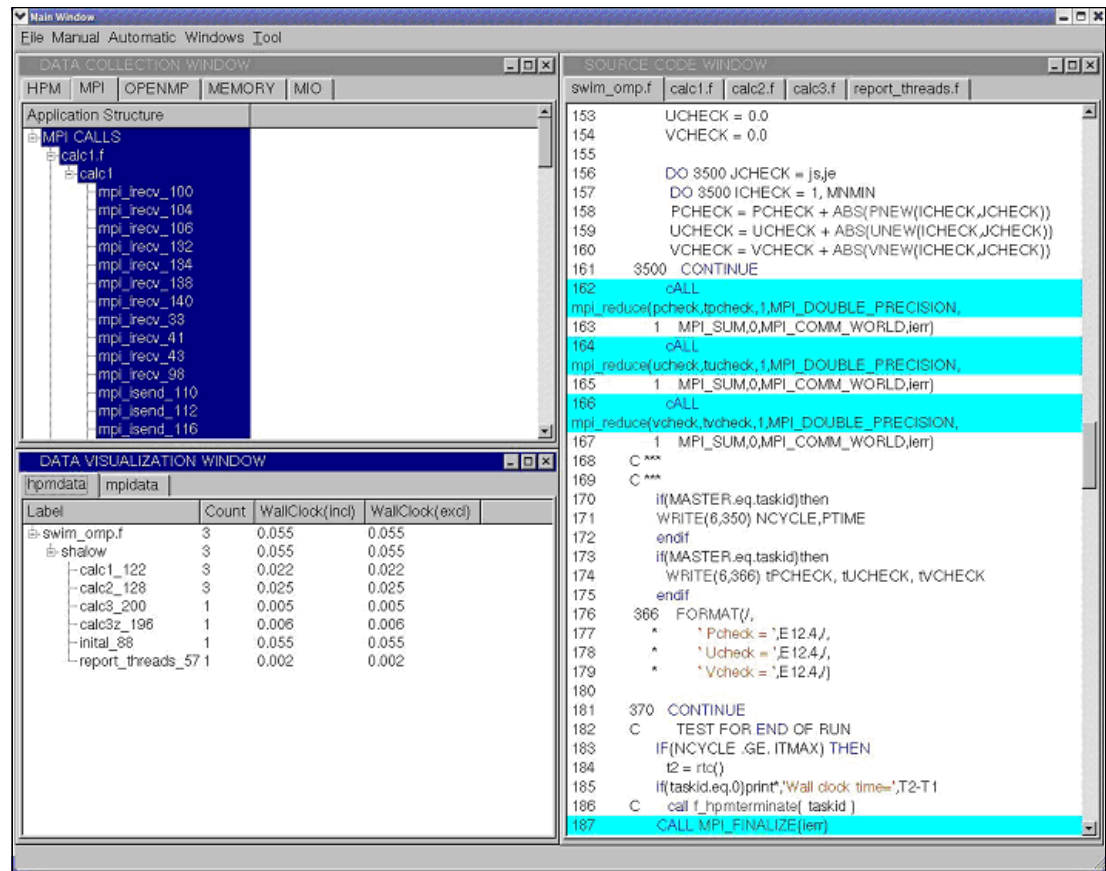 Main Window
File Manual Automatic Windows Tool
DATA COLLECTION WINDOW
HPM MPI OPENMP MEMORY MIO
Application Structure
MPI CALLS
calc1.f
calc1
mpi_irecv_100
mpi_irecv_104
mpi_irecv_106
mpi_irecv_132
mpi_irecv_134
mpi_irecv_138
mpi_irecv_140
mpi_irecv_33
mpi_irecv_41
mpi_irecv_43
mpi_irecv_98
mpi_isend_110
mpi_isend_112
mpi_isend_116
DATA VISUALIZATION WINDOW
hpmdata mpidata
Label Count WallClock(incl) WallClock(excl)
swim_omp.f 3 0.055 0.055
shalow 3 0.055 0.055
calc1_122 3 0.022 0.022
calc2_128 3 0.025 0.025
calc3_200 1 0.005 0.005
calc3z_196 1 0.006 0.006
inital_88 1 0.055 0.055
report_threads_57 1 0.002 0.002
SOURCE CODE WINDOW
swim_omp.f calc1.f calc2.f calc3.f report_threads.f
153 UCHECK = 0.0
154 VCHECK = 0.0
155
156 DO 3500 JCHECK = js,je
157 DO 3500 ICHECK = 1, MNMIN
158 PCHECK = PCHECK + ABS(PNEW(ICHECK,JCHECK))
159 UCHECK = UCHECK + ABS(UNEW(ICHECK,JCHECK))
160 VCHECK = VCHECK + ABS(VNEW(ICHECK,JCHECK))
161 3500 CONTINUE
162 cALL
mpi_reduce(pcheck,tpcheck,1,MPI_DOUBLE_PRECISION,
163 1 MPI_SUM,0,MPI_COMM_WORLD,ierr)
164 cALL
mpi_reduce(ucheck,tucheck,1,MPI_DOUBLE_PRECISION,
165 1 MPI_SUM,0,MPI_COMM_WORLD,ierr)
166 cALL
mpi_reduce(vcheck,tvcheck,1,MPI_DOUBLE_PRECISION,
167 1 MPI_SUM,0,MPI_COMM_WORLD,ierr)
168 C ***
169 C ***
170 if(MASTER.eq.taskid)then
171 WRITE(6,350) NCYCLE,PTIME
172 endif
173 if(MASTER.eq.taskid)then
174 WRITE(6,366) tPCHECK, tUCHECK, tVCHECK
175 endif
176 366 FORMAT(/,
177 * ' Pcheck = ',E12.4,/,
178 * ' Ucheck = ',E12.4,/,
179 * ' Vcheck = ',E12.4,/)
180
181 370 CONTINUE
182 C TEST FOR END OF RUN
183 IF(NCYCLE .GE. ITMAX) THEN
184 t2 = rtc()
185 if(taskid.eq.0)print*,'Wall clock time=',T2-T1
186 C call f_hpmterminate( taskid )
187 CALL MPI_FINALIZE(ierr)